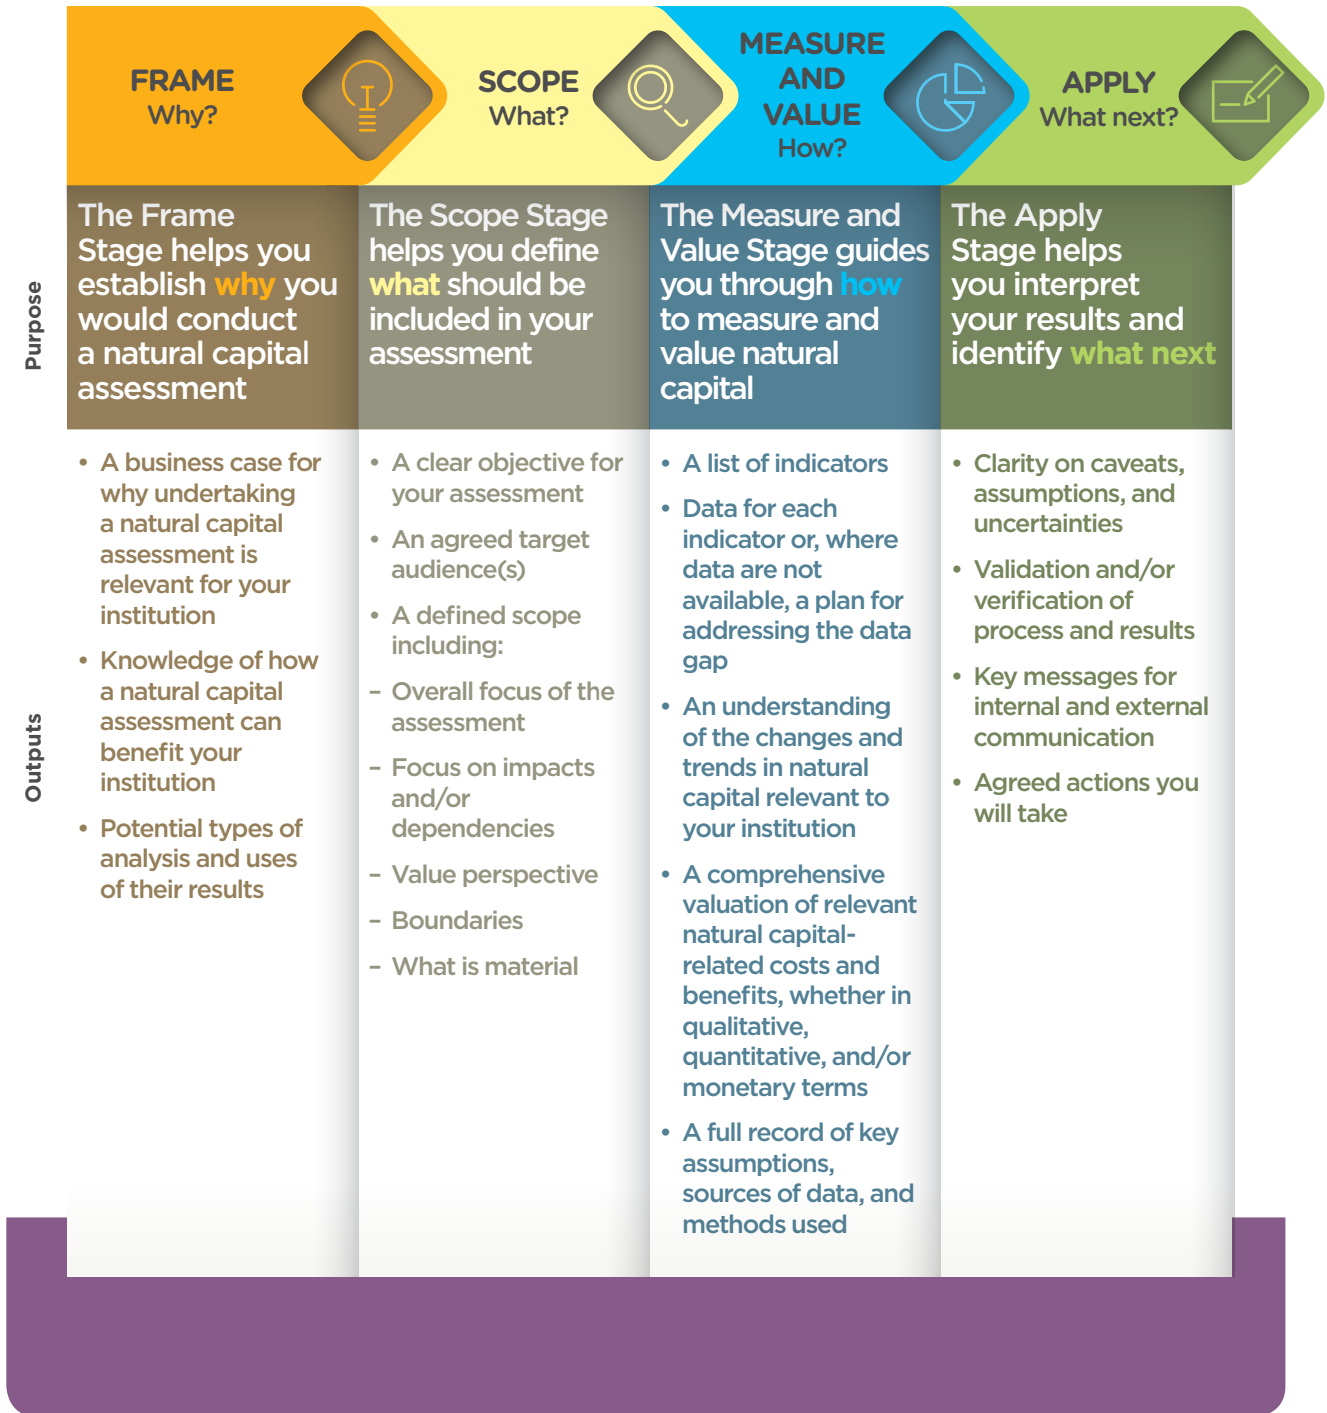 FRAME
Why?
SCOPE
What?
MEASURE
AND
VALUE
How?
APPLY
What next?
Purpose
The Frame
Stage helps you
establish why you
would conduct
a natural capital
assessment
The Scope Stage
helps you define
what should be
included in your
assessment
The Measure and
Value Stage guides
you through how
to measure and
value natural
capital
The Apply
Stage helps
you interpret
your results and
identify what next
Outputs
• A business case for
why undertaking
a natural capital
assessment is
relevant for your
institution
• Knowledge of how
a natural capital
assessment can
benefit your
institution
• Potential types of
analysis and uses
of their results
• A clear objective for
your assessment
• An agreed target
audience(s)
• A defined scope
including:
– Overall focus of the
assessment
– Focus on impacts
and/or
dependencies
– Value perspective
– Boundaries
– What is material
• A list of indicators
• Data for each
indicator or, where
data are not
available, a plan for
addressing the data
gap
• An understanding
of the changes and
trends in natural
capital relevant to
your institution
• A comprehensive
valuation of relevant
natural capital-
related costs and
benefits, whether in
qualitative,
quantitative, and/or
monetary terms
• A full record of key
assumptions,
sources of data, and
methods used
• Clarity on caveats,
assumptions, and
uncertainties
• Validation and/or
verification of
process and results
• Key messages for
internal and external
communication
• Agreed actions you
will take